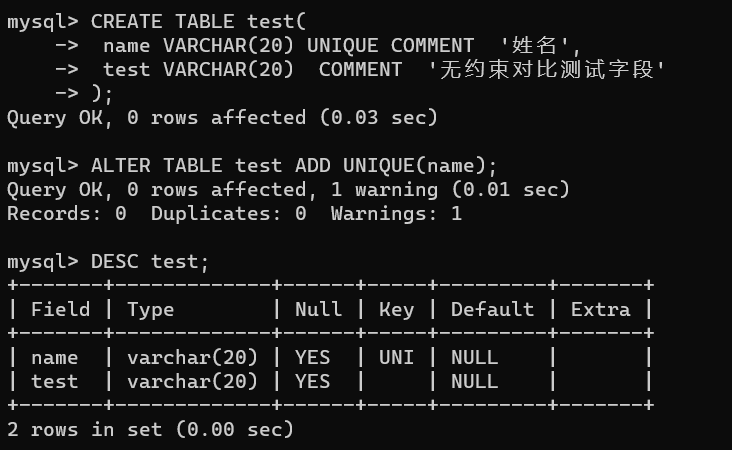 mysql> CREATE TABLE test(
    ->  name VARCHAR(20) UNIQUE COMMENT  '姓名',
    ->  test VARCHAR(20)  COMMENT  '无约束对比测试字段'
    -> );
Query OK, 0 rows affected (0.03 sec)

mysql> ALTER TABLE test ADD UNIQUE(name);
Query OK, 0 rows affected, 1 warning (0.01 sec)
Records: 0  Duplicates: 0  Warnings: 1

mysql> DESC test;
+-------+-------------+------+-----+---------+-------+
| Field | Type        | Null | Key | Default | Extra |
+-------+-------------+------+-----+---------+-------+
| name  | varchar(20) | YES  | UNI | NULL    |       |
| test  | varchar(20) | YES  |     | NULL    |       |
+-------+-------------+------+-----+---------+-------+
2 rows in set (0.00 sec)